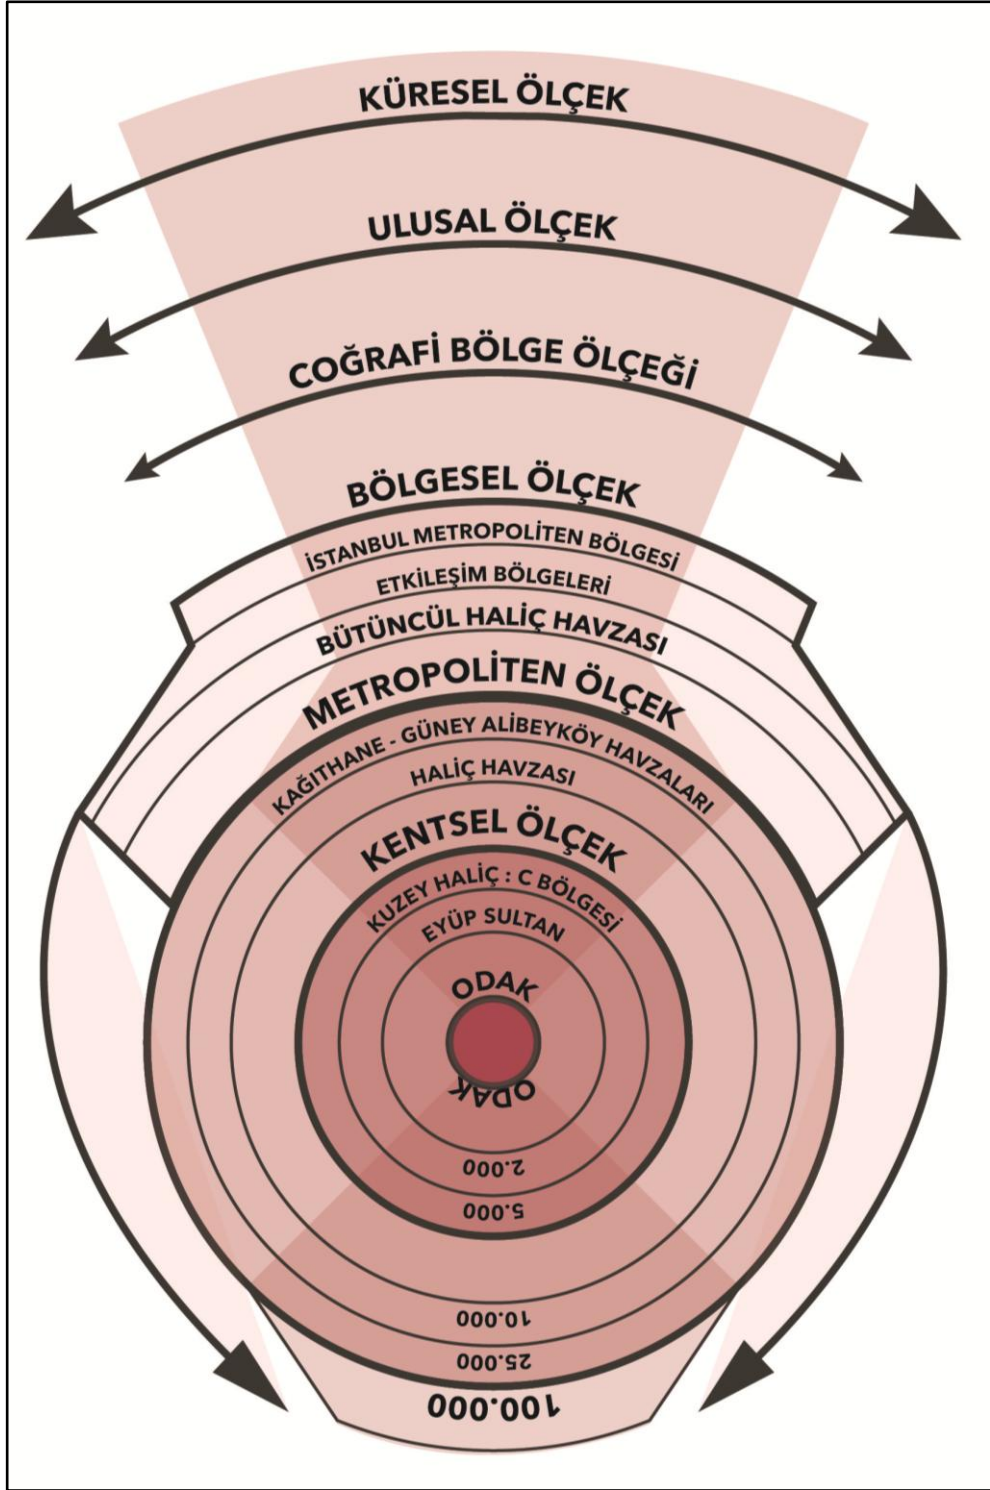 KÜRESEL ÖLÇEK
ULUSAL ÖLÇEK
COĞRAFİ BÖLGE ÖLÇEĞİ
BÖLGESEL ÖLÇEK
İSTANBUL METROPOLİTEN BÖLGESİ
ETKİLEŞİM BÖLGELERİ
BÜTÜNCÜL HALİÇ HAVZASI
METROPOLİTEN ÖLÇEK
KAĞITHANE - GÜNEY ALİBEYKÖY HAVZALARI
HALİÇ HAVZASI
KENTSEL ÖLÇEK
KUZEY HALİÇ : C BÖLGESİ
EYÜP SULTAN
ODAK
ODAK
2.000
5.000
10.000
25.000
100.000